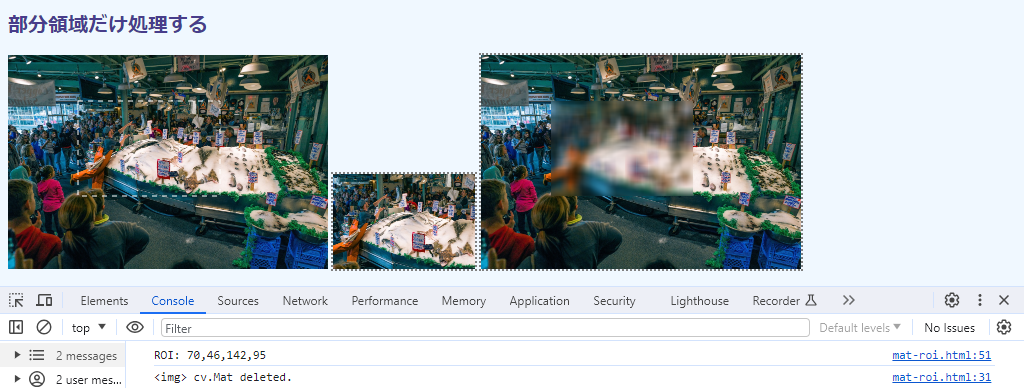 部分領域だけ処理する
Elements Console Sources Network Performance Memory Application Security Lighthouse Recorder
top Filter Default levels No Issues
2 messages ROI: 70,46,142,95 mat-roi.html:51
2 user mes... <img> cv.Mat deleted. mat-roi.html:31